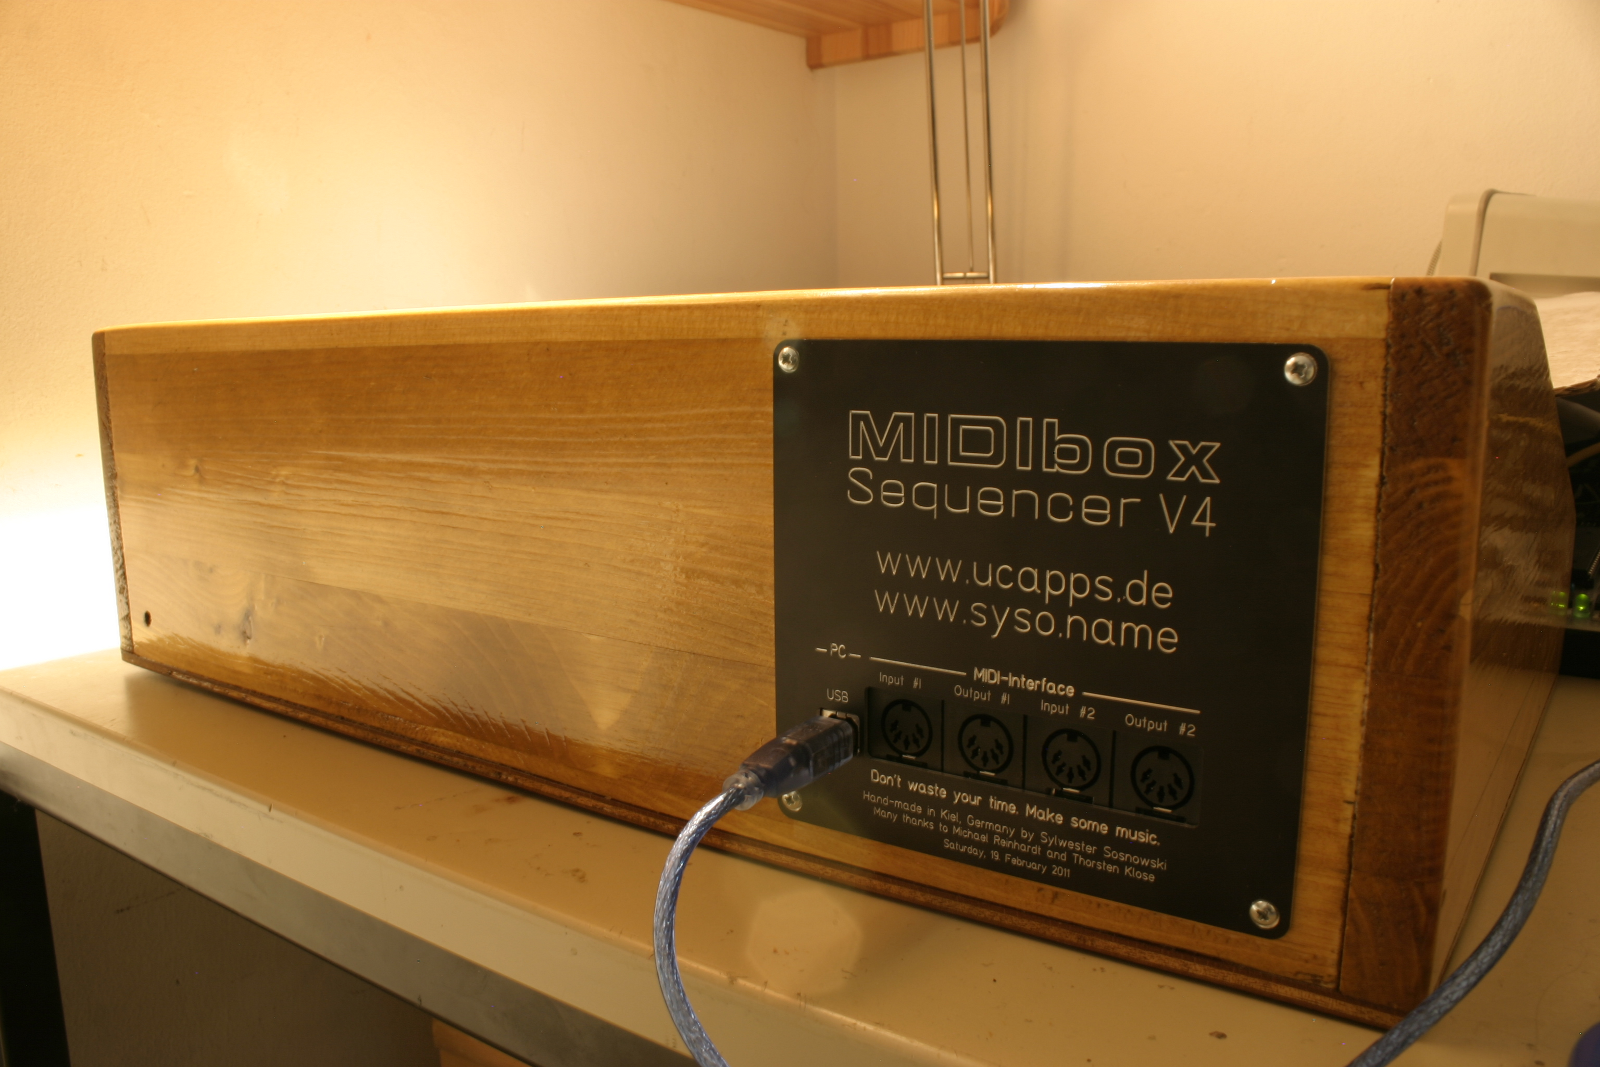 MIDIbox
Sequencer V4
www.ucapps.de
www.syso.name
PC
MIDI-Interface
USB
Input #1
Output #1
Input #2
Output #2
Don't waste your time. Make some music.
Hand-made in Kiel, Germany by Sylwester Sosnowski
Many thanks to Michael Reinhardt and Thorsten Klose
Saturday, 19. February 2011